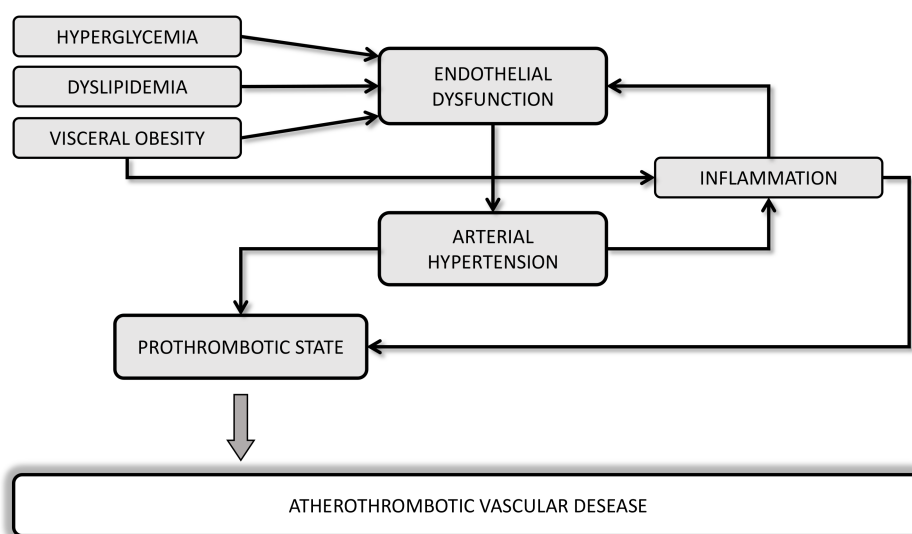 HYPERGLYCEMIA
DYSLIPIDEMIA
VISCERAL OBESITY
ENDOTHELIAL
DYSFUNCTION
INFLAMMATION
ARTERIAL
HYPERTENSION
PROTHROMBOTIC STATE
ATHEROTHROMBOTIC VASCULAR DESEASE